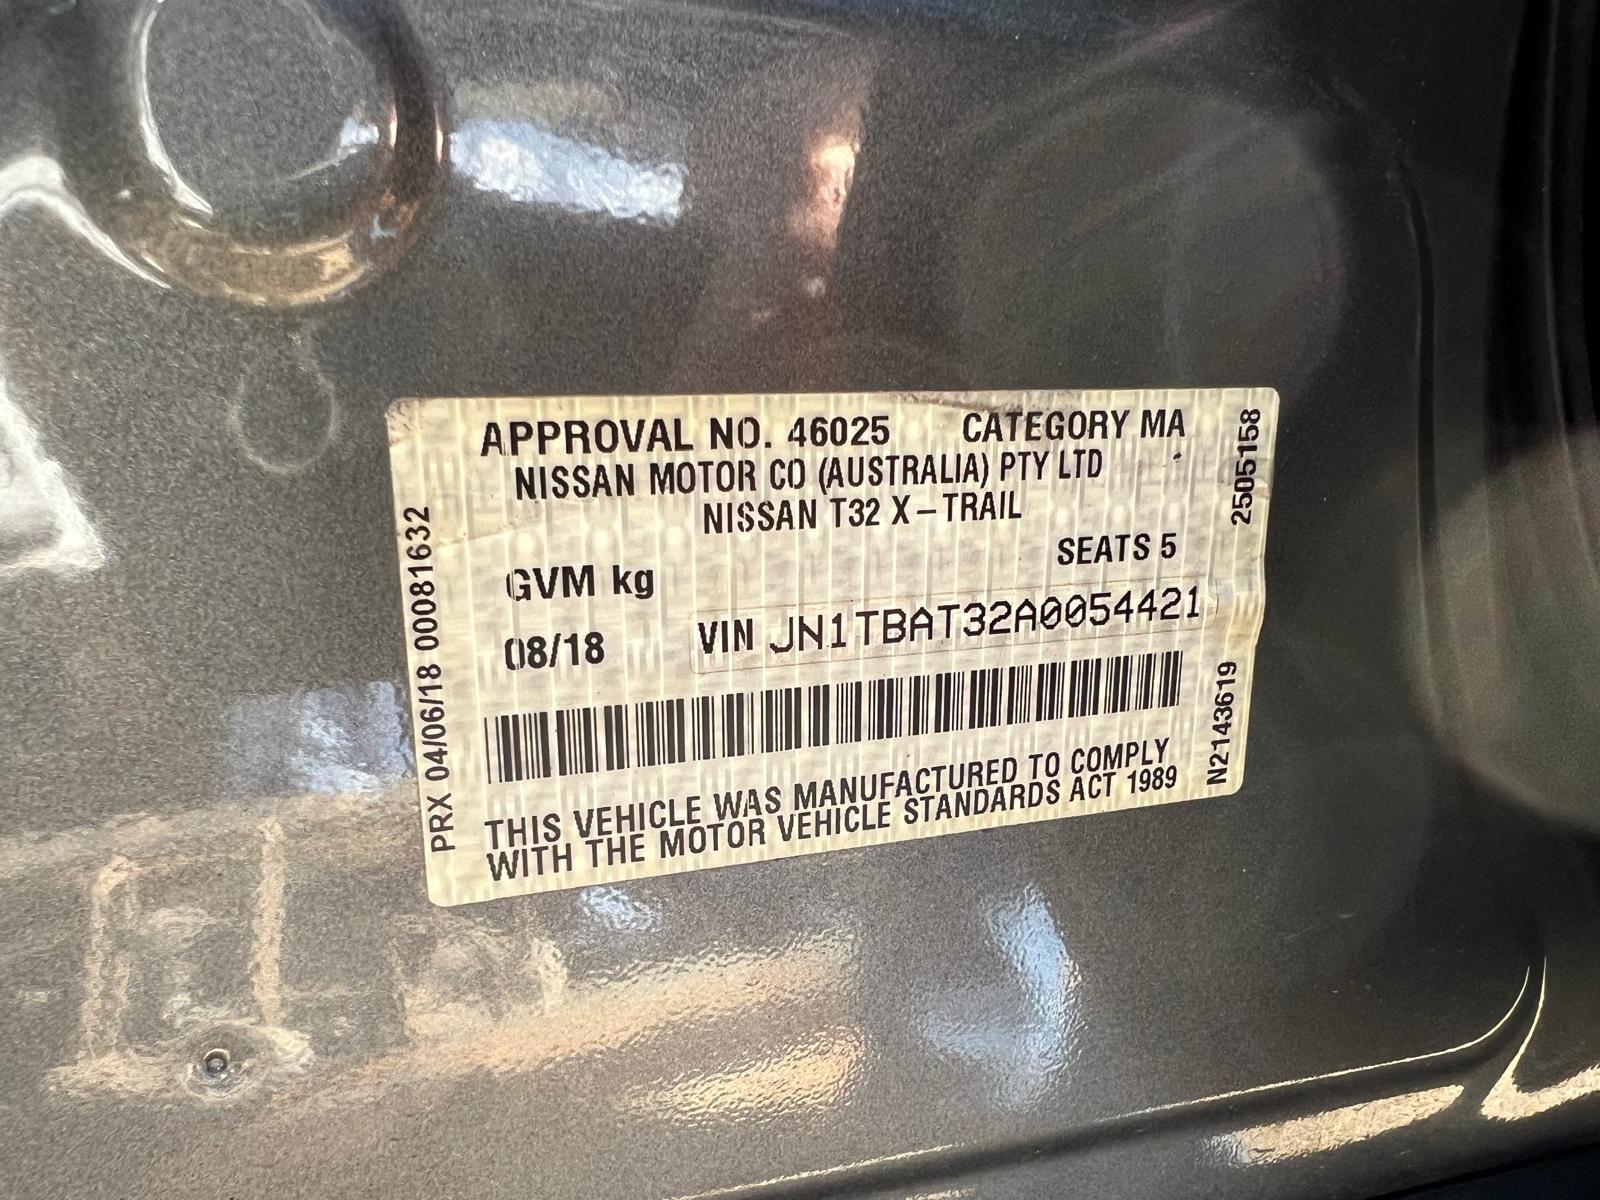 APPROVAL NO. 46025 CATEGORY MA
NISSAN MOTOR CO (AUSTRALIA) PTY LTD
NISSAN T32 X-TRAIL
SEATS 5
GVM kg
08/18 VIN JN1TBAT32A0054421
THIS VEHICLE WAS MANUFACTURED TO COMPLY
WITH THE MOTOR VEHICLE STANDARDS ACT 1989
PRX 04/06/18 00081632
2505158
N2143619